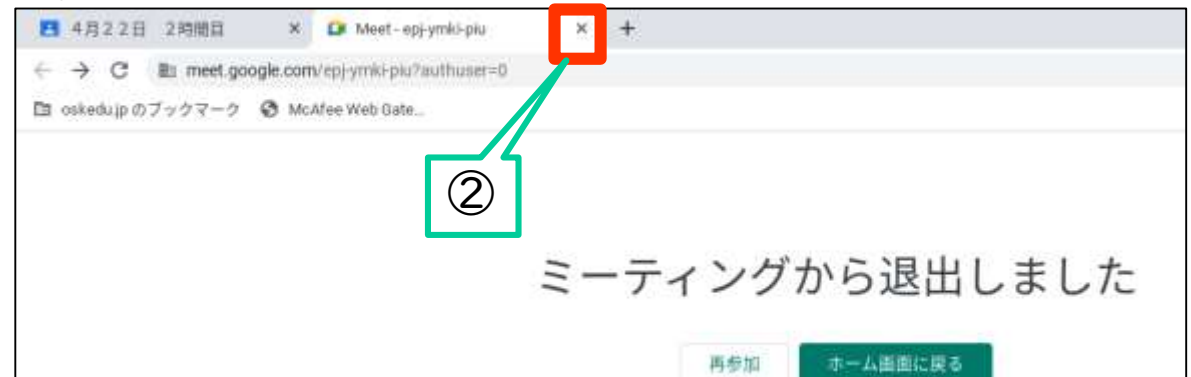 4月22日 2時間目 × Meet - epj-ymki-piu × +
meet.google.com/epj-ymki-piu?authuser=0
oskedu.jp のブックマーク McAfee Web Gate...
②
ミーティングから退出しました
再参加 ホーム画面に戻る